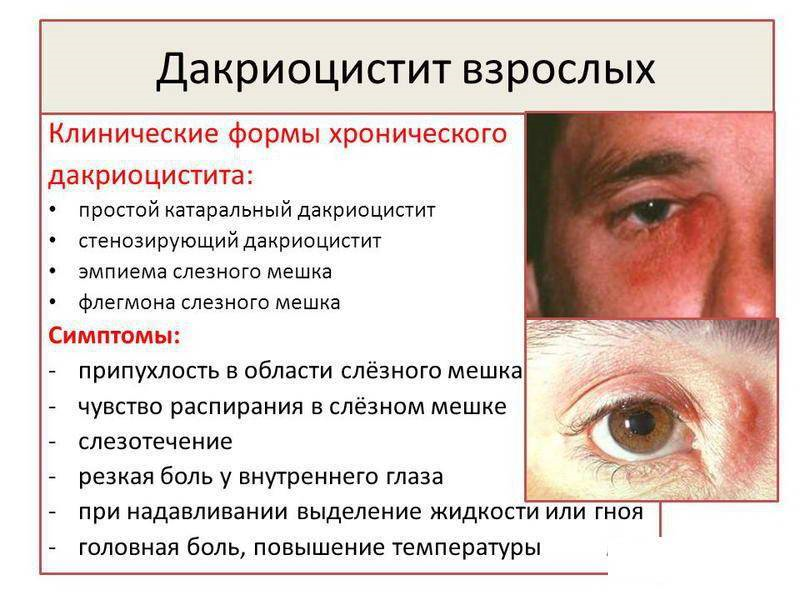 Дакриоцистит взрослых
Клинические формы хронического
дакриоцистита:
• простой катаральный дакриоцистит
• стенозирующий дакриоцистит
• эмпиема слезного мешка
• флегмона слезного мешка
Симптомы:
- припухлость в области слёзного мешка
- чувство распирания в слёзном мешке
- слезотечение
- резкая боль у внутреннего глаза
- при надавливании выделение жидкости или гноя
- головная боль, повышение температуры